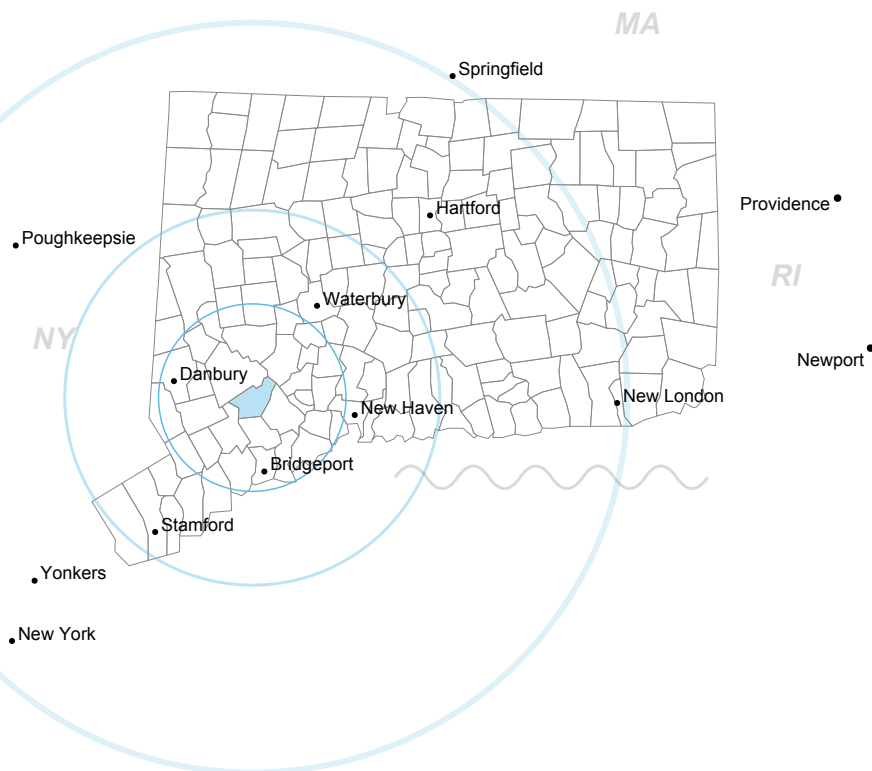 MA
Springfield
Providence
Hartford
Poughkeepsie
RI
Waterbury
NY
Newport
Danbury
New London
New Haven
Bridgeport
Stamford
Yonkers
New York